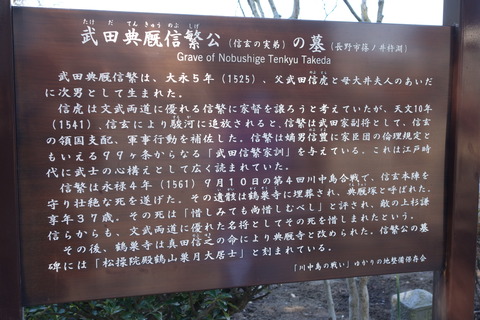 たけ だ てん きゅう のぶ しげ
武田典厩信繁公(信玄の実弟)の墓(長野市篠ノ井杵淵)
Grave of Nobushige Tenkyu Takeda
武田典厩信繁は、大永5年(1525)、父武田信虎と母大井夫人のあいだ
に次男として生まれた。
信虎は文武両道に優れる信繁に家督を譲ろうと考えていたが、天文10年
(1541)、信玄により駿河に追放されると、信繁は武田家副将として、信玄
の領国支配、軍事行動を補佐した。信繁は嫡男信豊に家臣団の倫理規定と
もいえる99ヶ条からなる「武田信繁家訓」を与えている。これは江戸時
代に武士の心構えとして広く読まれていた。
信繁は永禄4年(1561)9月10日の第4回川中島合戦で、信玄本陣を
守り壮絶な死を遂げた。その遺骸は鶴巣寺に埋葬され、典厩塚と呼ばれた。
享年37歳。その死は「惜しみても尚惜しむべし」と評され、敵の上杉謙
信らからも、文武両道に優れた名将としてその死を惜しまれたという。
その後、鶴巣寺は真田信之の命により典厩寺と改められた。信繁公の墓
碑には「松操院殿鶴山巣月大居士」と刻まれている。
「川中島の戦い」ゆかりの地整備保存会